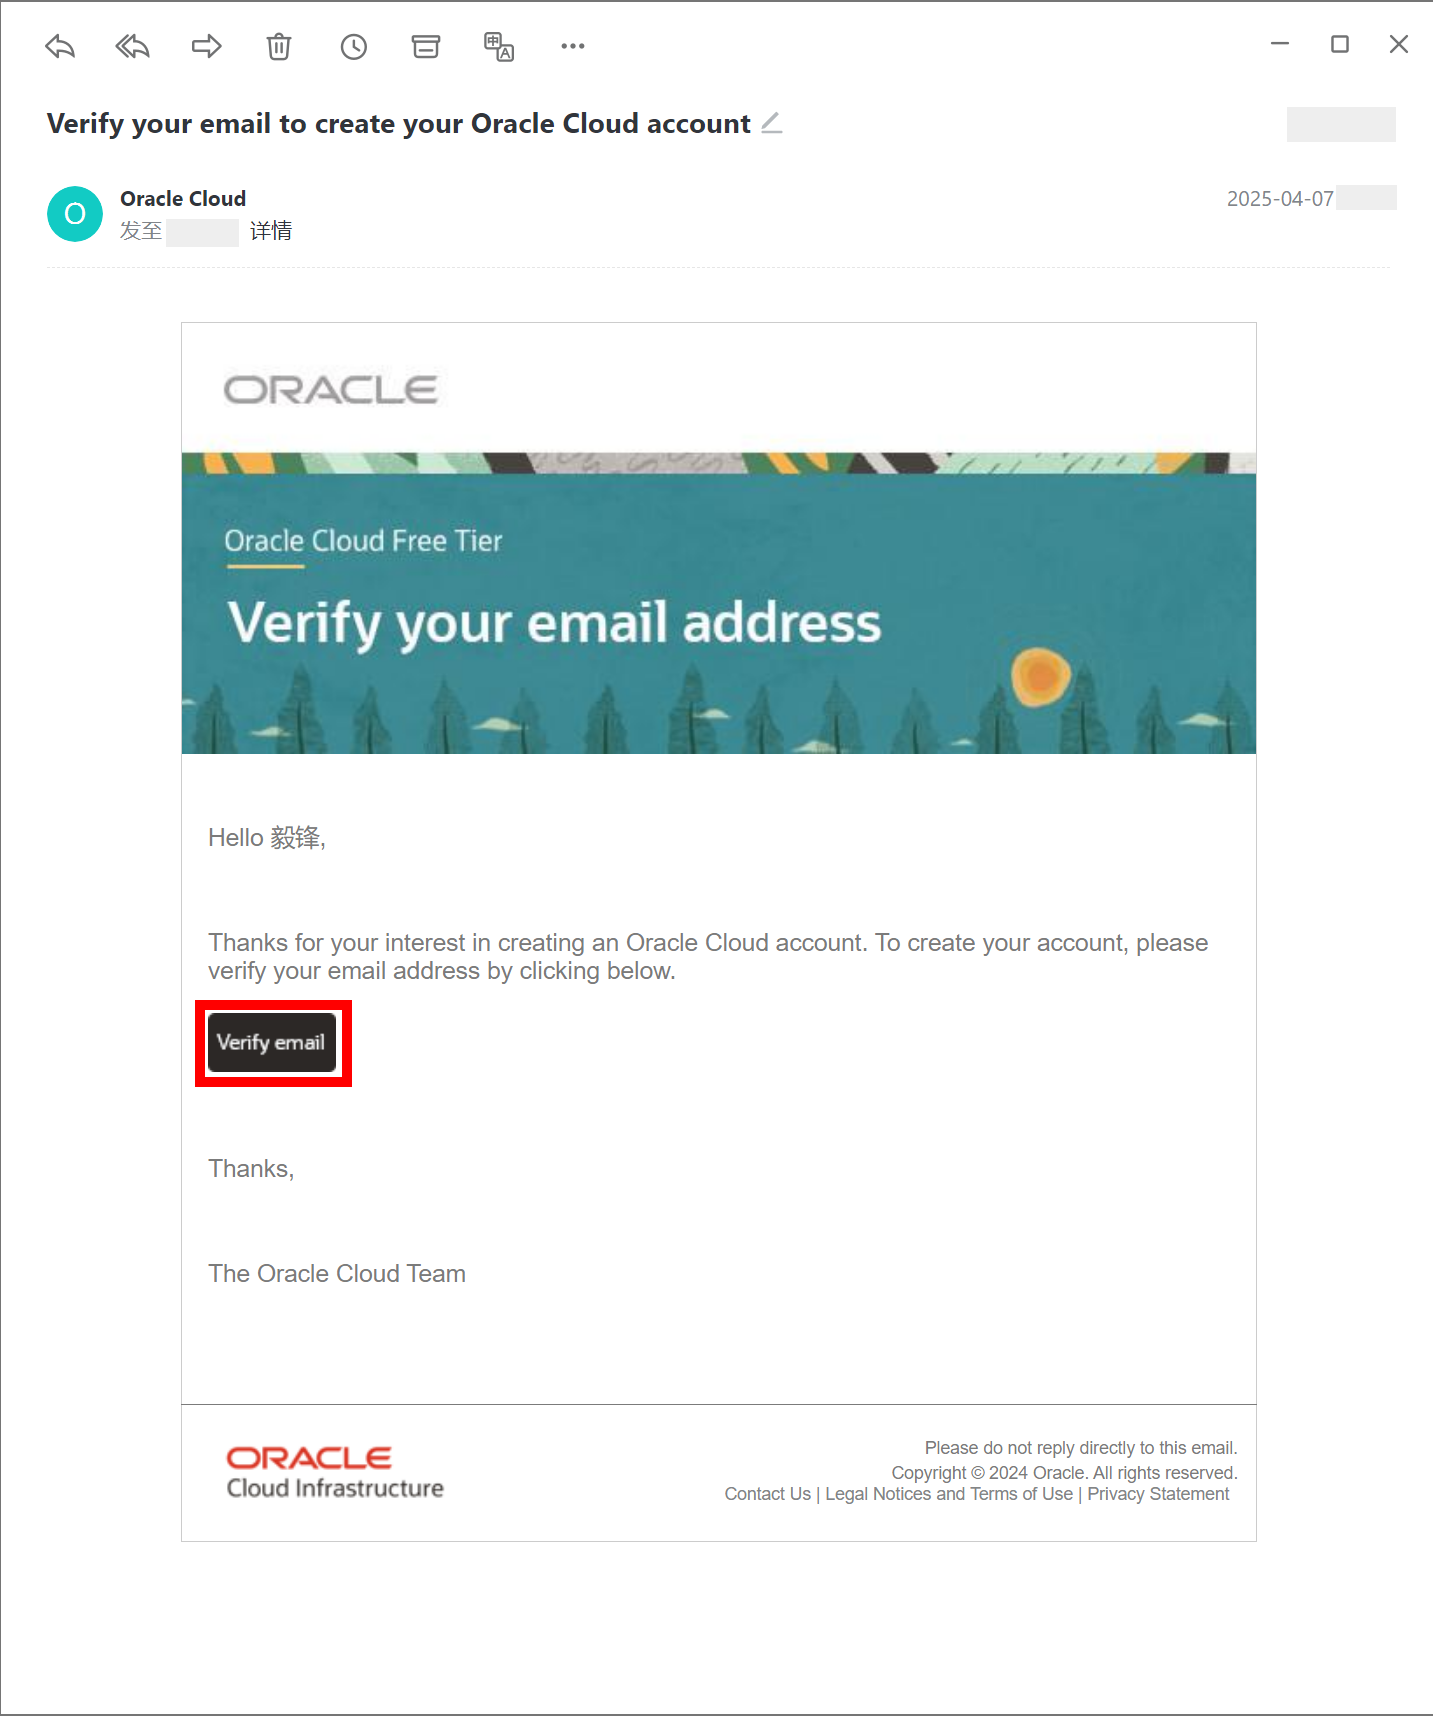 Verify your email to create your Oracle Cloud account
O
Oracle Cloud
2025-04-07
发至 详情
ORACLE
Oracle Cloud Free Tier
Verify your email address
Hello 毅锋,
Thanks for your interest in creating an Oracle Cloud account. To create your account, please
verify your email address by clicking below.
Verify email
Thanks,
The Oracle Cloud Team
ORACLE
Cloud Infrastructure
Please do not reply directly to this email.
Copyright © 2024 Oracle. All rights reserved.
Contact Us | Legal Notices and Terms of Use | Privacy Statement